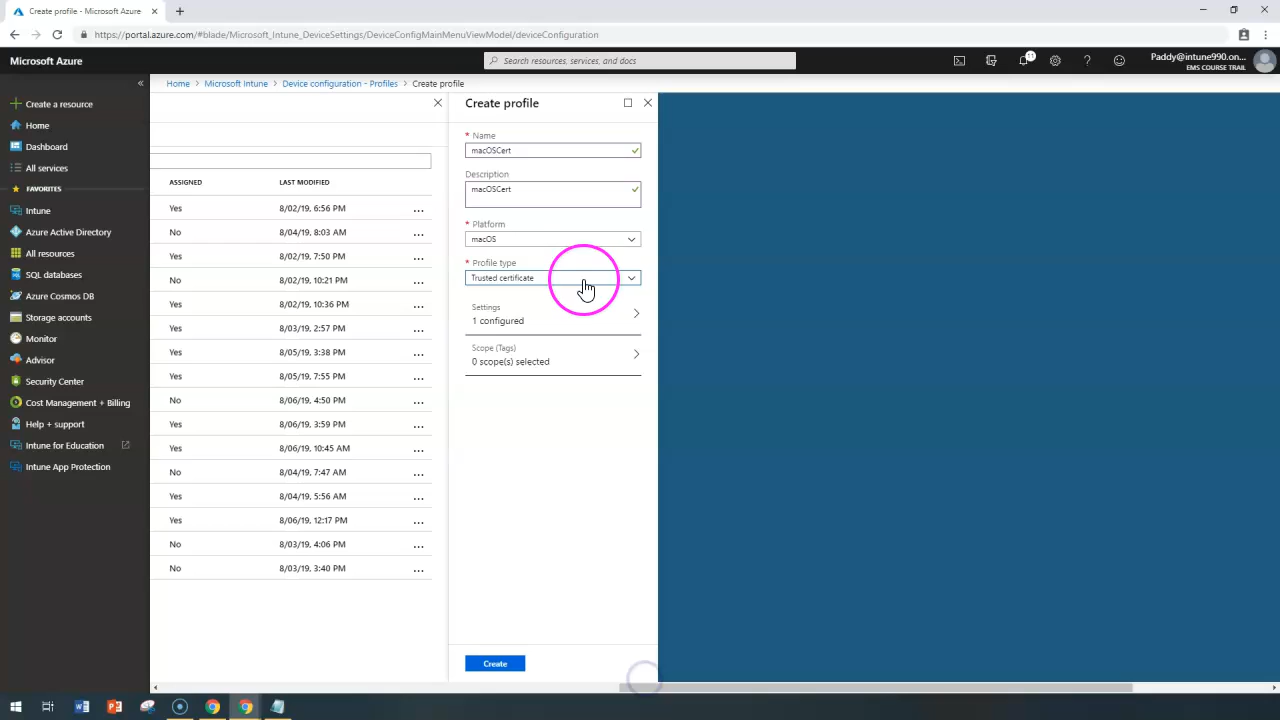 Create profile - Microsoft Azure
https://portal.azure.com/#blade/Microsoft_Intune_DeviceSettings/DeviceConfigMainMenuViewModel/deviceConfiguration
Microsoft Azure
Search resources, services, and docs
11
Paddy@intune990.on...
EMS COURSE TRAIL
Home > Microsoft Intune > Device configuration - Profiles > Create profile
Create a resource
Home
Dashboard
All services
FAVORITES
Intune
Azure Active Directory
All resources
SQL databases
Azure Cosmos DB
Storage accounts
Monitor
Advisor
Security Center
Cost Management + Billing
Help + support
Intune for Education
Intune App Protection
ASSIGNED LAST MODIFIED
Yes 8/02/19, 6:56 PM ...
No 8/04/19, 8:03 AM ...
Yes 8/02/19, 7:50 PM ...
No 8/02/19, 10:21 PM ...
Yes 8/02/19, 10:36 PM ...
Yes 8/03/19, 2:57 PM ...
Yes 8/05/19, 3:38 PM ...
Yes 8/05/19, 7:55 PM ...
No 8/06/19, 4:50 PM ...
Yes 8/06/19, 3:59 PM ...
Yes 8/06/19, 10:45 AM ...
No 8/04/19, 7:47 AM ...
Yes 8/04/19, 5:56 AM ...
Yes 8/06/19, 12:17 PM ...
No 8/03/19, 4:06 PM ...
No 8/03/19, 3:40 PM ...
Create profile
* Name
macOSCert
Description
macOSCert
* Platform
macOS
* Profile type
Trusted certificate
Settings
1 configured
Scope (Tags)
0 scope(s) selected
Create